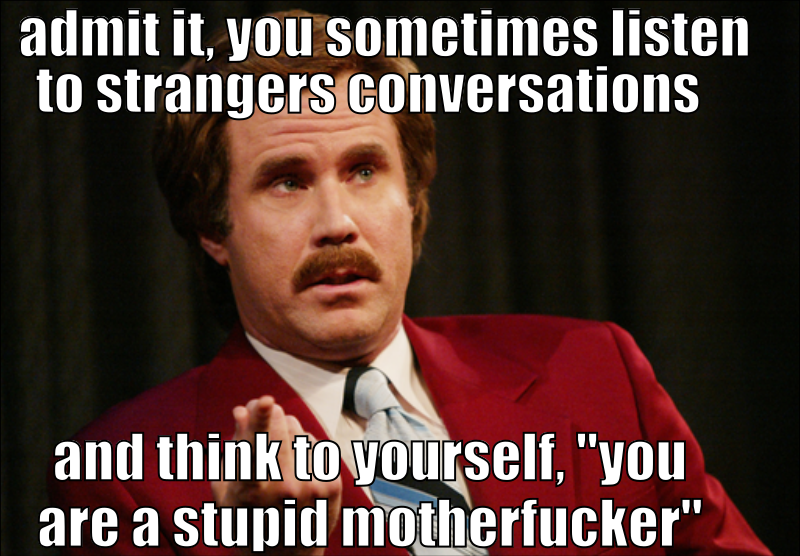 admit it, you sometimes listen
to strangers conversations
and think to yourself, "you
are a stupid motherfucker"